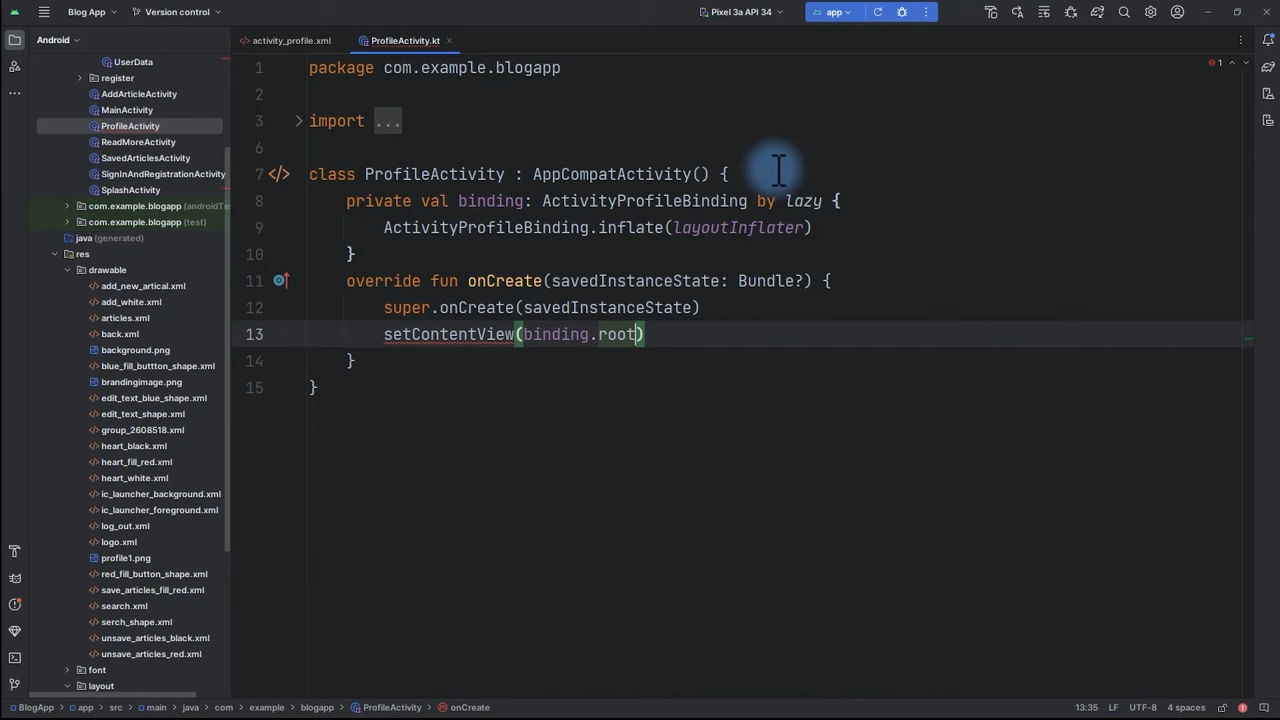 Blog App
Version control
Pixel 3a API 34
app
Android
activity_profile.xml
ProfileActivity.kt
UserData
register
AddArticleActivity
MainActivity
ProfileActivity
ReadMoreActivity
SavedArticlesActivity
SignInAndRegistrationActivity
SplashActivity
com.example.blogapp (androidTe
com.example.blogapp (test)
java (generated)
res
drawable
add_new_artical.xml
add_white.xml
articles.xml
back.xml
background.png
blue_fill_buttton_shape.xml
brandingimage.png
edit_text_blue_shape.xml
edit_text_shape.xml
group_2608518.xml
heart_black.xml
heart_fill_red.xml
heart_white.xml
ic_launcher_background.xml
ic_launcher_foreground.xml
log_out.xml
logo.xml
profile1.png
red_fill_button_shape.xml
save_articles_fill_red.xml
search.xml
serch_shape.xml
unsave_articles_black.xml
unsave_articles_red.xml
font
layout
1 package com.example.blogapp
2
3 import ...
6
7 class ProfileActivity : AppCompatActivity() {
8 private val binding: ActivityProfileBinding by lazy {
9 ActivityProfileBinding.inflate(layoutInflater)
10 }
11 override fun onCreate(savedInstanceState: Bundle?) {
12 super.onCreate(savedInstanceState)
13 setContentView(binding.root)
14 }
15 }
1
BlogApp > app > src > main > java > com > example > blogapp > ProfileActivity > onCreate
13:35 LF UTF-8 4 spaces